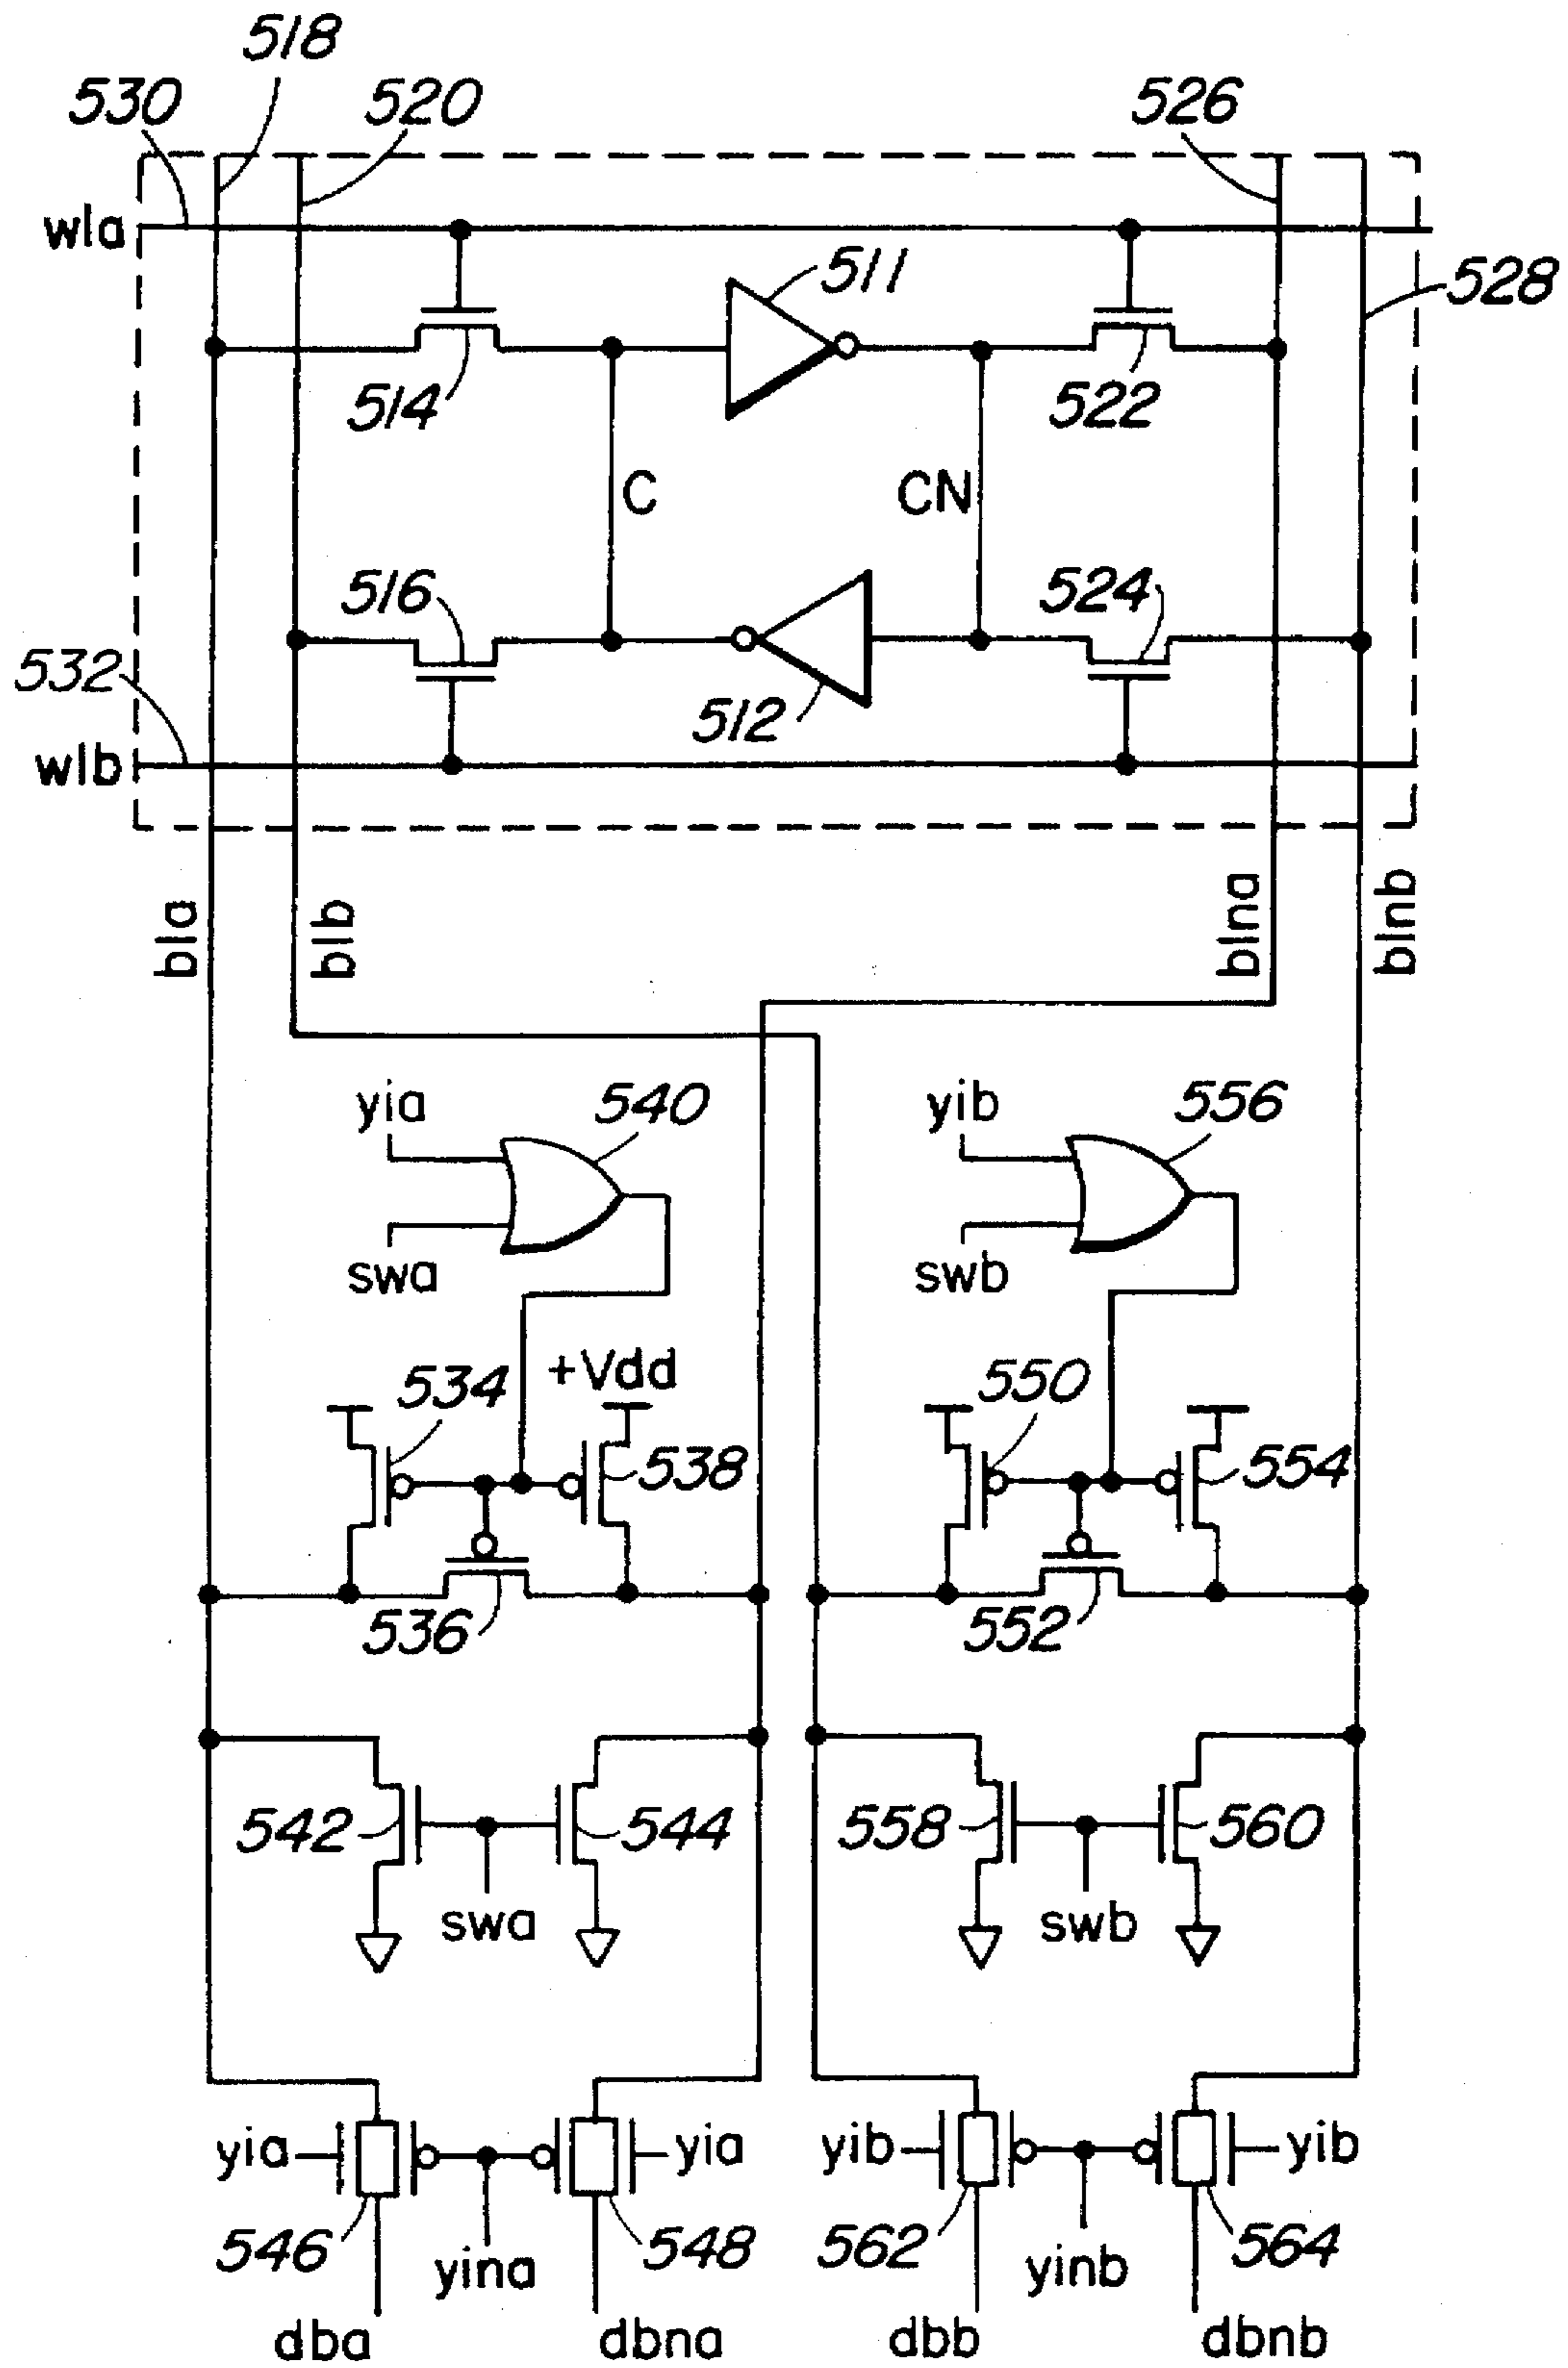 518
530
520
526
wla
511
528
514
522
C
CN
516
524
532
512
wlb
bla
blb
blna
blnb
yia
540
yib
556
swa
swb
534
+Vdd
550
538
554
536
552
542
544
558
560
swa
swb
yia
yia
yib
yib
546
yina
548
562
yinb
564
dba
dbna
dbb
dbnb